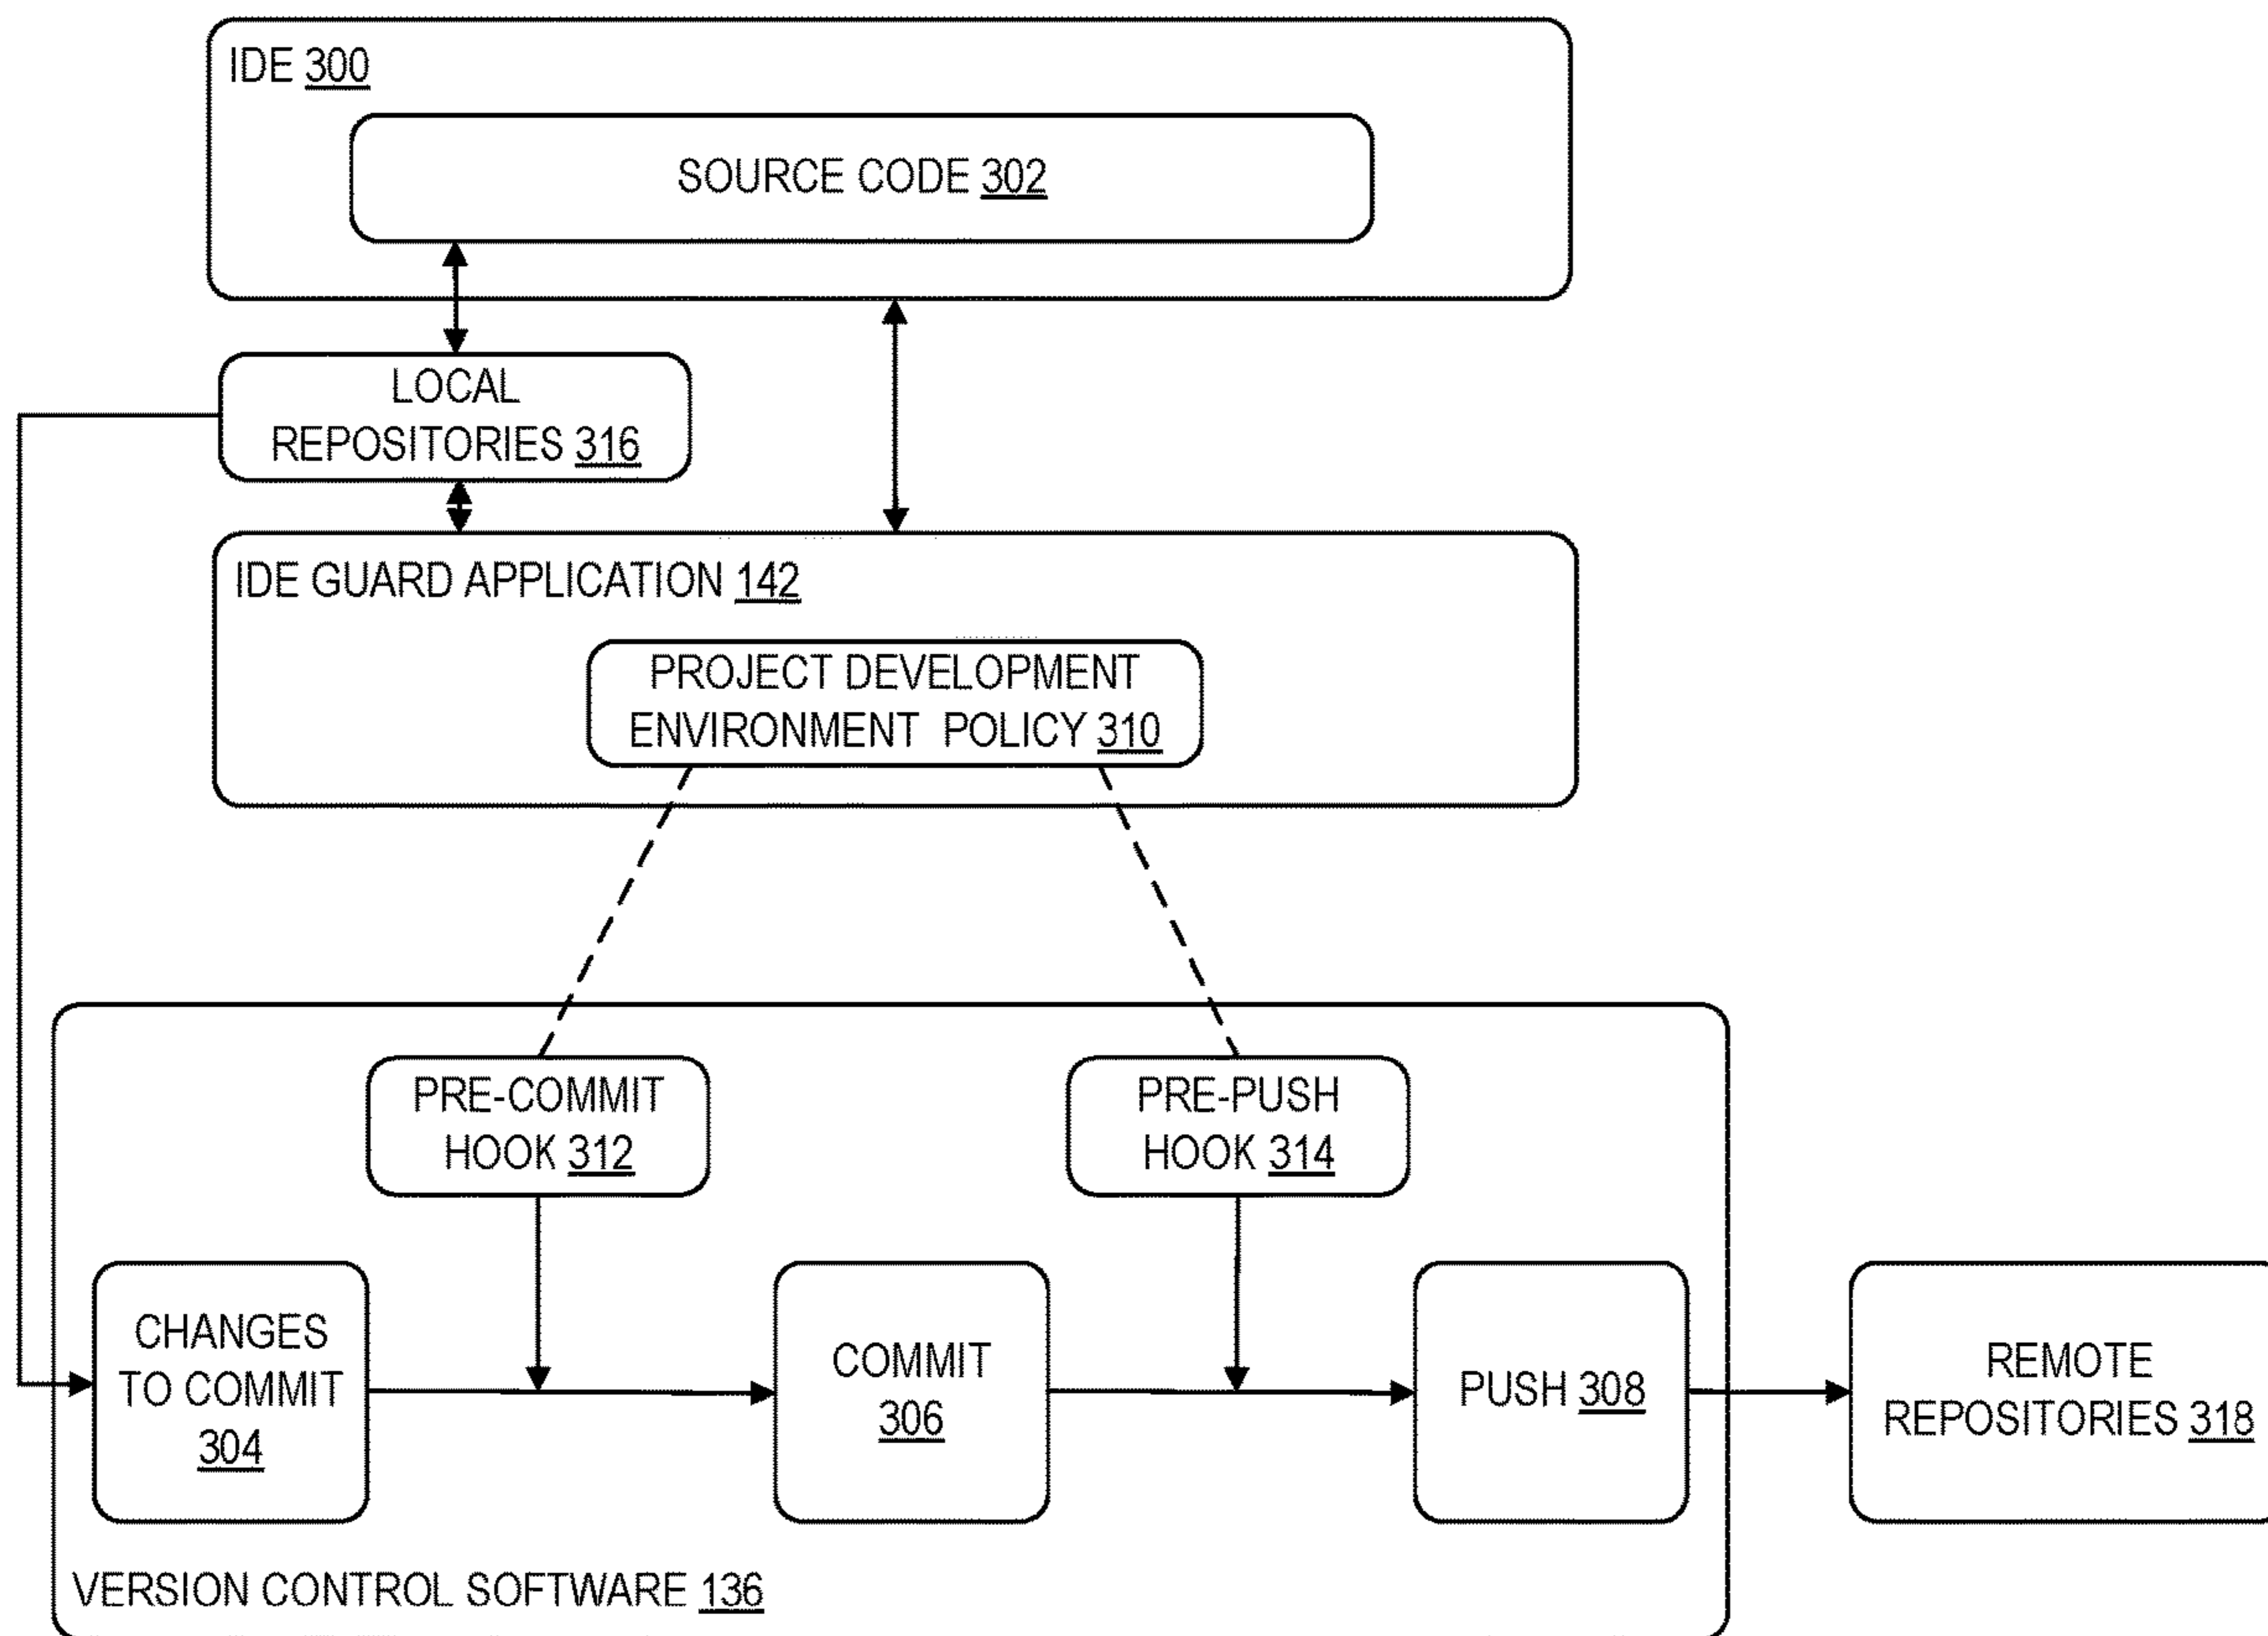 IDE 300
SOURCE CODE 302
LOCAL
REPOSITORIES 316
IDE GUARD APPLICATION 142
PROJECT DEVELOPMENT
ENVIRONMENT POLICY 310
PRE-COMMIT
HOOK 312
PRE-PUSH
HOOK 314
CHANGES
TO COMMIT
304
COMMIT
306
PUSH 308
REMOTE
REPOSITORIES 318
VERSION CONTROL SOFTWARE 136